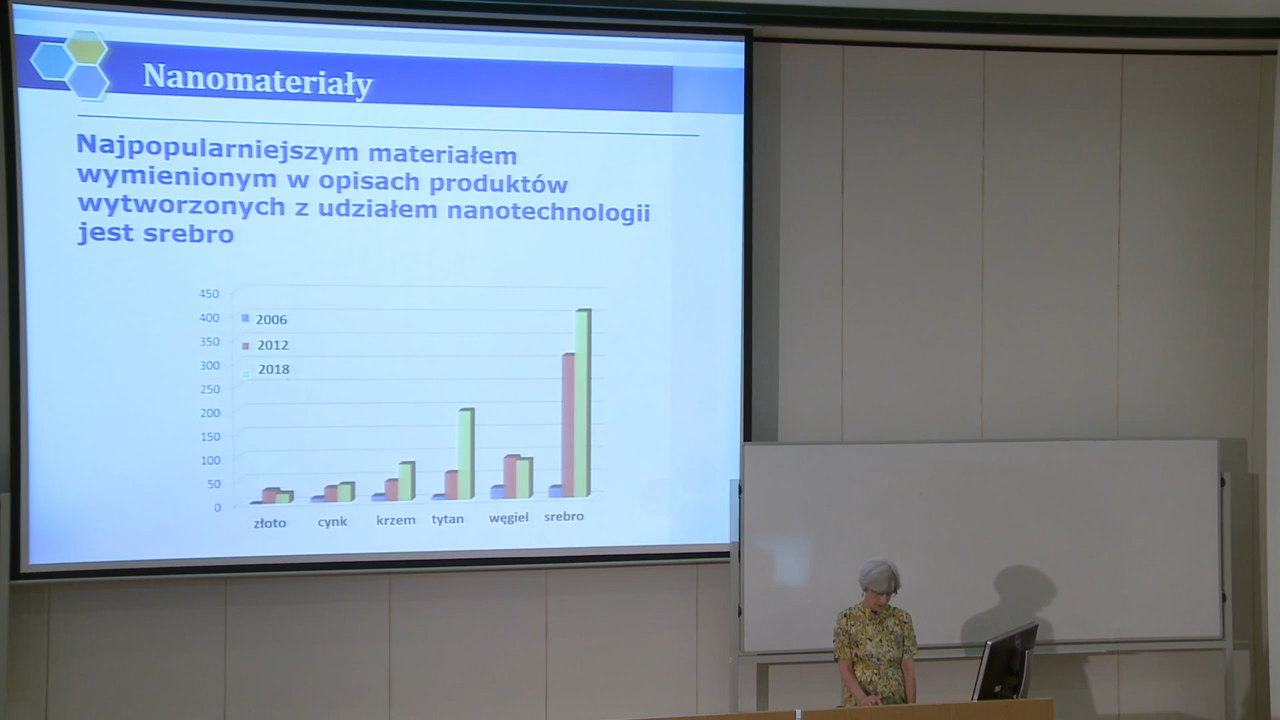 Nanomateriały
Najpopularniejszym materiałem
wymienionym w opisach produktów
wytworzonych z udziałem nanotechnologii
jest srebro
450
400
350
300
250
200
150
100
50
0
2006
2012
2018
złoto cynk krzem tytan węgiel srebro